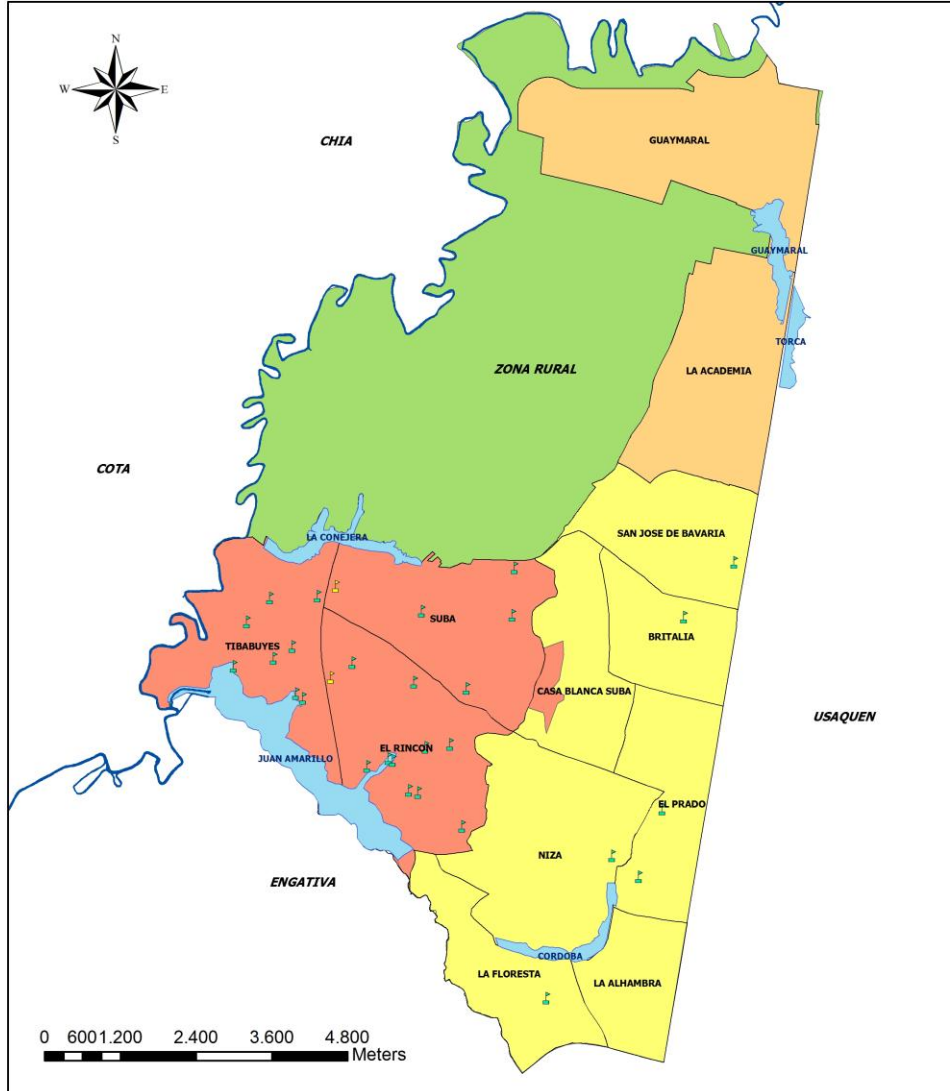 N
W E
S
CHIA
GUAYMARAL
GUAYMARAL
TORCA
ZONA RURAL
LA ACADEMIA
COTA
SAN JOSE DE BAVARIA
LA CONEJERA
SUBA
BRITALIA
TIBABUYES
CASA BLANCA SUBA
USAQUEN
EL RINCON
JUAN AMARILLO
EL PRADO
NIZA
ENGATIVA
CORDOBA
LA FLORESTA
LA ALHAMBRA
0 600 1.200 2.400 3.600 4.800
Meters